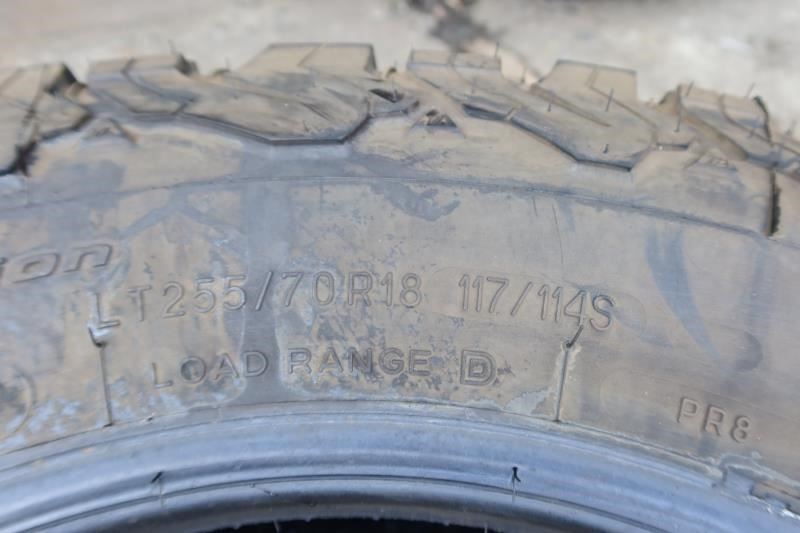 LT255/70R18 117/114S
LOAD RANGE D
PR8